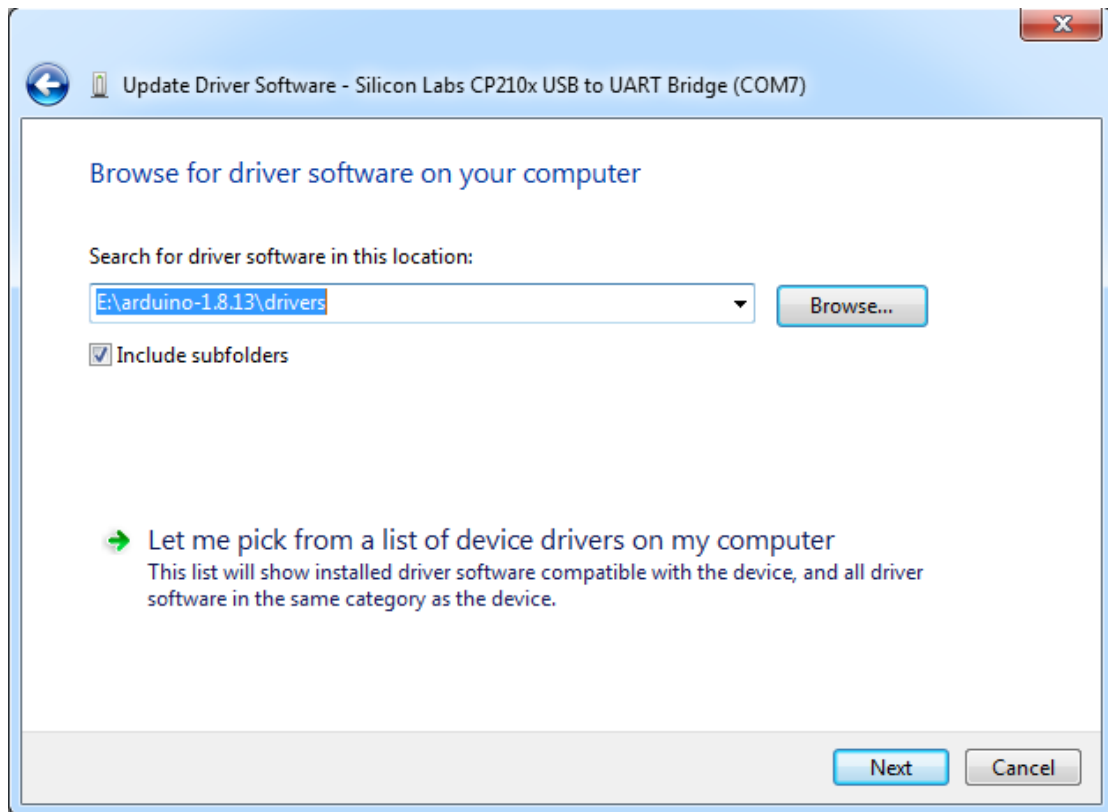 Update Driver Software - Silicon Labs CP210x USB to UART Bridge (COM7)
Browse for driver software on your computer
Search for driver software in this location:
E:\arduino-1.8.13\drivers
Browse...
Include subfolders
Let me pick from a list of device drivers on my computer
This list will show installed driver software compatible with the device, and all driver
software in the same category as the device.
Next
Cancel